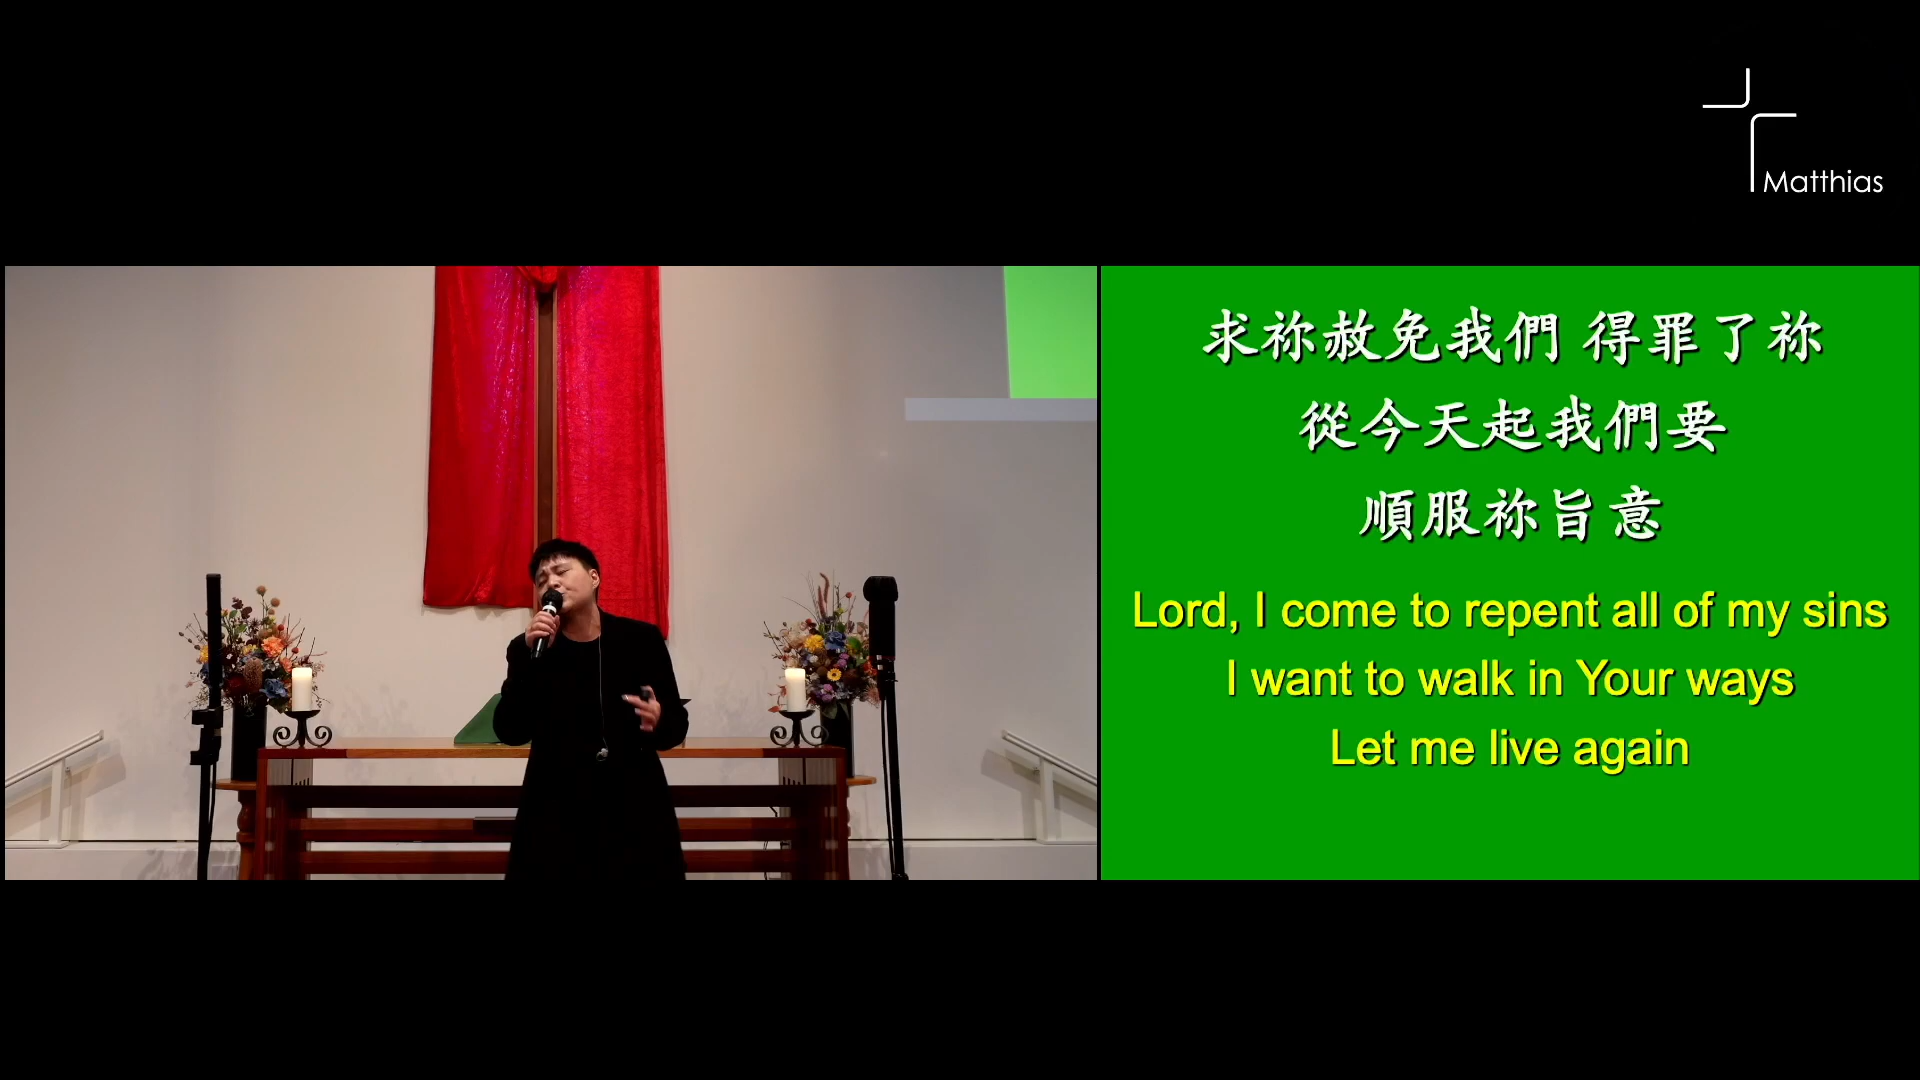 Matthias
求祢赦免我們 得罪了祢
從今天起我們要
順服祢旨意
Lord, I come to repent all of my sins
I want to walk in Your ways
Let me live again